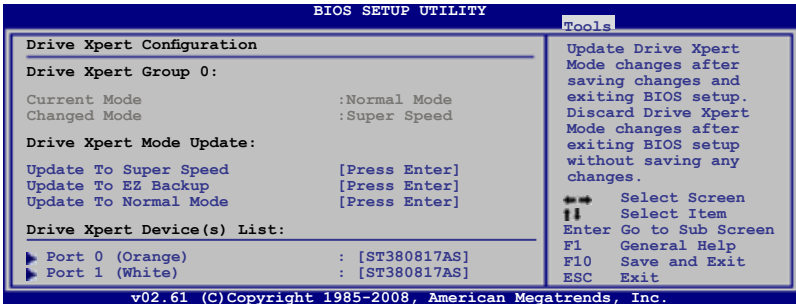 BIOS SETUP UTILITY
Tools
Drive Xpert Configuration
Drive Xpert Group 0:
Current Mode :Normal Mode
Changed Mode :Super Speed
Drive Xpert Mode Update:
Update To Super Speed [Press Enter]
Update To EZ Backup [Press Enter]
Update To Normal Mode [Press Enter]
Drive Xpert Device(s) List:
Port 0 (Orange) : [ST380817AS]
Port 1 (White) : [ST380817AS]
Update Drive Xpert
Mode changes after
saving changes and
exiting BIOS setup.
Discard Drive Xpert
Mode changes after
exiting BIOS setup
without saving any
changes.
Select Screen
Select Item
Enter Go to Sub Screen
F1 General Help
F10 Save and Exit
ESC Exit
v02.61 (C)Copyright 1985-2008, American Megatrends, Inc.